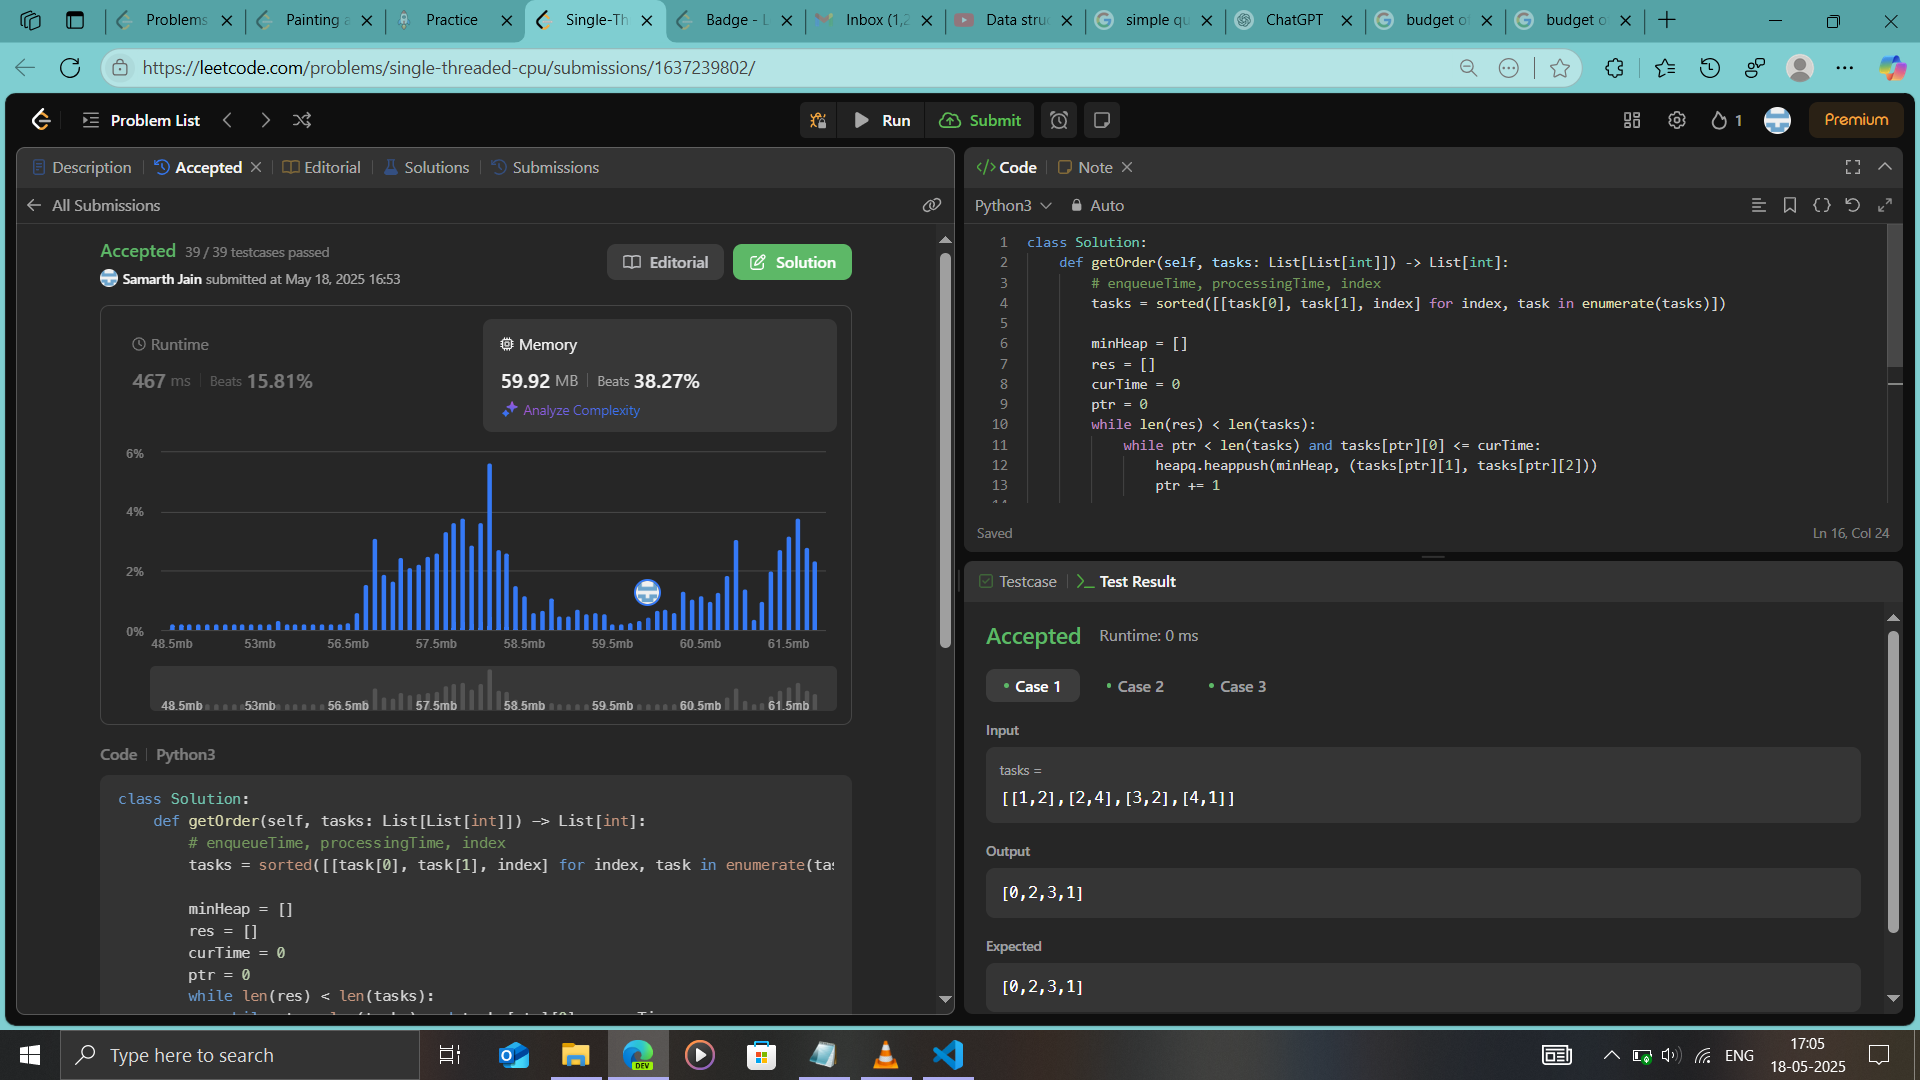 Problems
Painting a
Practice
Single-Th
Badge - L
Inbox (1,2
Data struc
simple qu
ChatGPT
budget of
budget o
https://leetcode.com/problems/single-threaded-cpu/submissions/1637239802/
Problem List
Run
Submit
1
Premium
Description
Accepted
Editorial
Solutions
Submissions
All Submissions
Accepted 39 / 39 testcases passed
Samarth Jain submitted at May 18, 2025 16:53
Editorial
Solution
Runtime
467 ms Beats 15.81%
Memory
59.92 MB Beats 38.27%
Analyze Complexity
6%
4%
2%
0%
48.5mb 53mb 56.5mb 57.5mb 58.5mb 59.5mb 60.5mb 61.5mb
48.5mb 53mb 56.5mb 57.5mb 58.5mb 59.5mb 60.5mb 61.5mb
Code Python3
class Solution:
def getOrder(self, tasks: List[List[int]]) -> List[int]:
# enqueueTime, processingTime, index
tasks = sorted([[task[0], task[1], index] for index, task in enumerate(tas
minHeap = []
res = []
curTime = 0
ptr = 0
while len(res) < len(tasks):
Code
Note
Python3
Auto
1 class Solution:
2 def getOrder(self, tasks: List[List[int]]) -> List[int]:
3 # enqueueTime, processingTime, index
4 tasks = sorted([[task[0], task[1], index] for index, task in enumerate(tasks)])
5
6 minHeap = []
7 res = []
8 curTime = 0
9 ptr = 0
10 while len(res) < len(tasks):
11 while ptr < len(tasks) and tasks[ptr][0] <= curTime:
12 heapq.heappush(minHeap, (tasks[ptr][1], tasks[ptr][2]))
13 ptr += 1
Saved
Ln 16, Col 24
Testcase
Test Result
Accepted Runtime: 0 ms
Case 1
Case 2
Case 3
Input
tasks =
[[1,2],[2,4],[3,2],[4,1]]
Output
[0,2,3,1]
Expected
[0,2,3,1]
Type here to search
DEV
ENG
17:05
18-05-2025